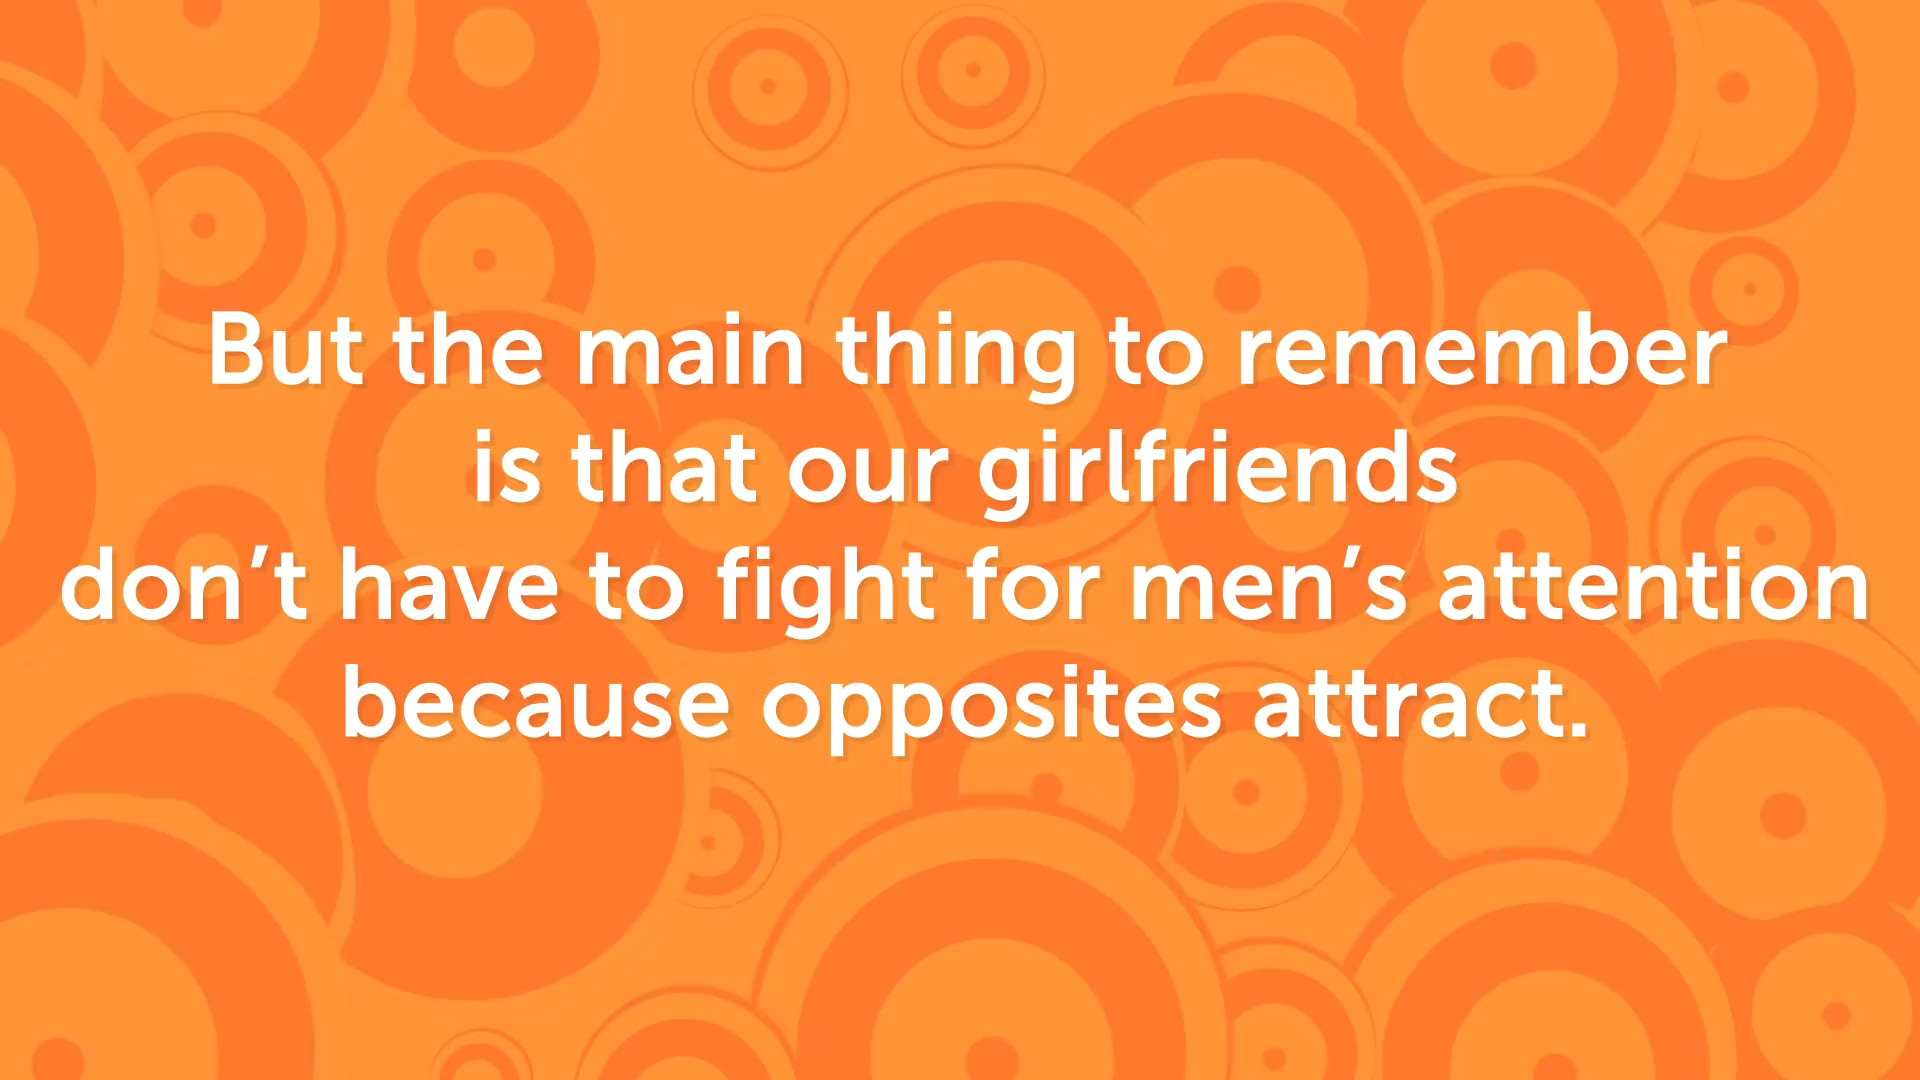 But the main thing to remember
is that our girlfriends
don’t have to fight for men’s attention
because opposites attract.